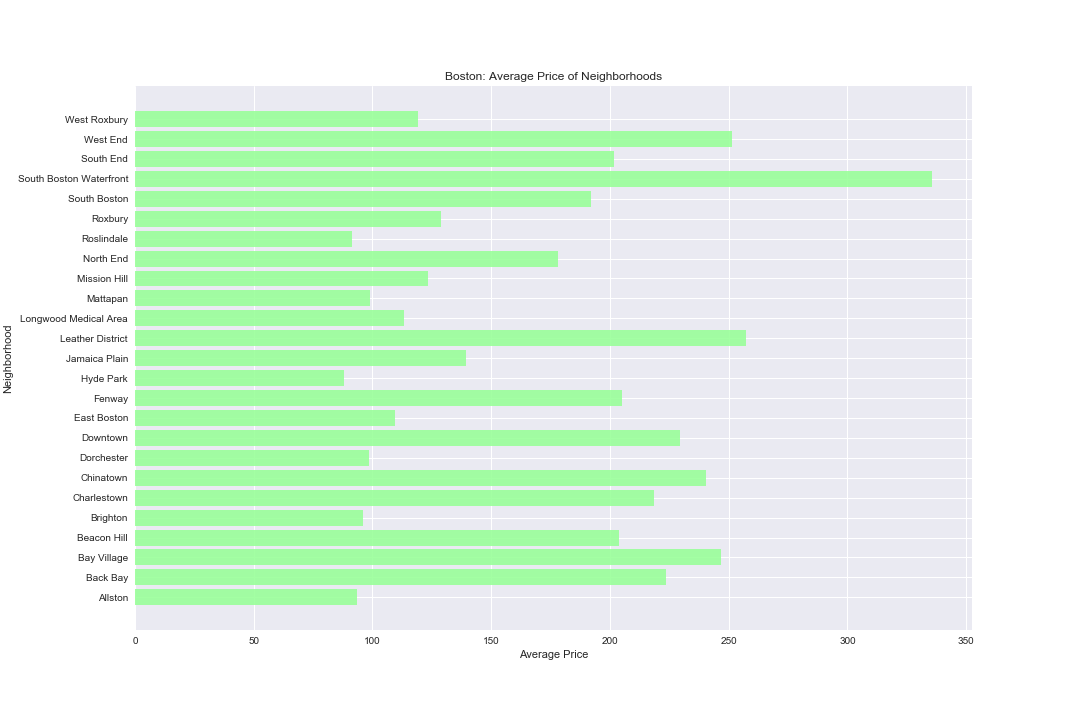 Boston: Average Price of Neighborhoods
West Roxbury
West End
South End
South Boston Waterfront
South Boston
Roxbury
Roslindale
North End
Mission Hill
Mattapan
Longwood Medical Area
Leather District
Jamaica Plain
Hyde Park
Fenway
East Boston
Downtown
Dorchester
Chinatown
Charlestown
Brighton
Beacon Hill
Bay Village
Back Bay
Allston
Neighborhood
0 50 100 150 200 250 300 350
Average Price